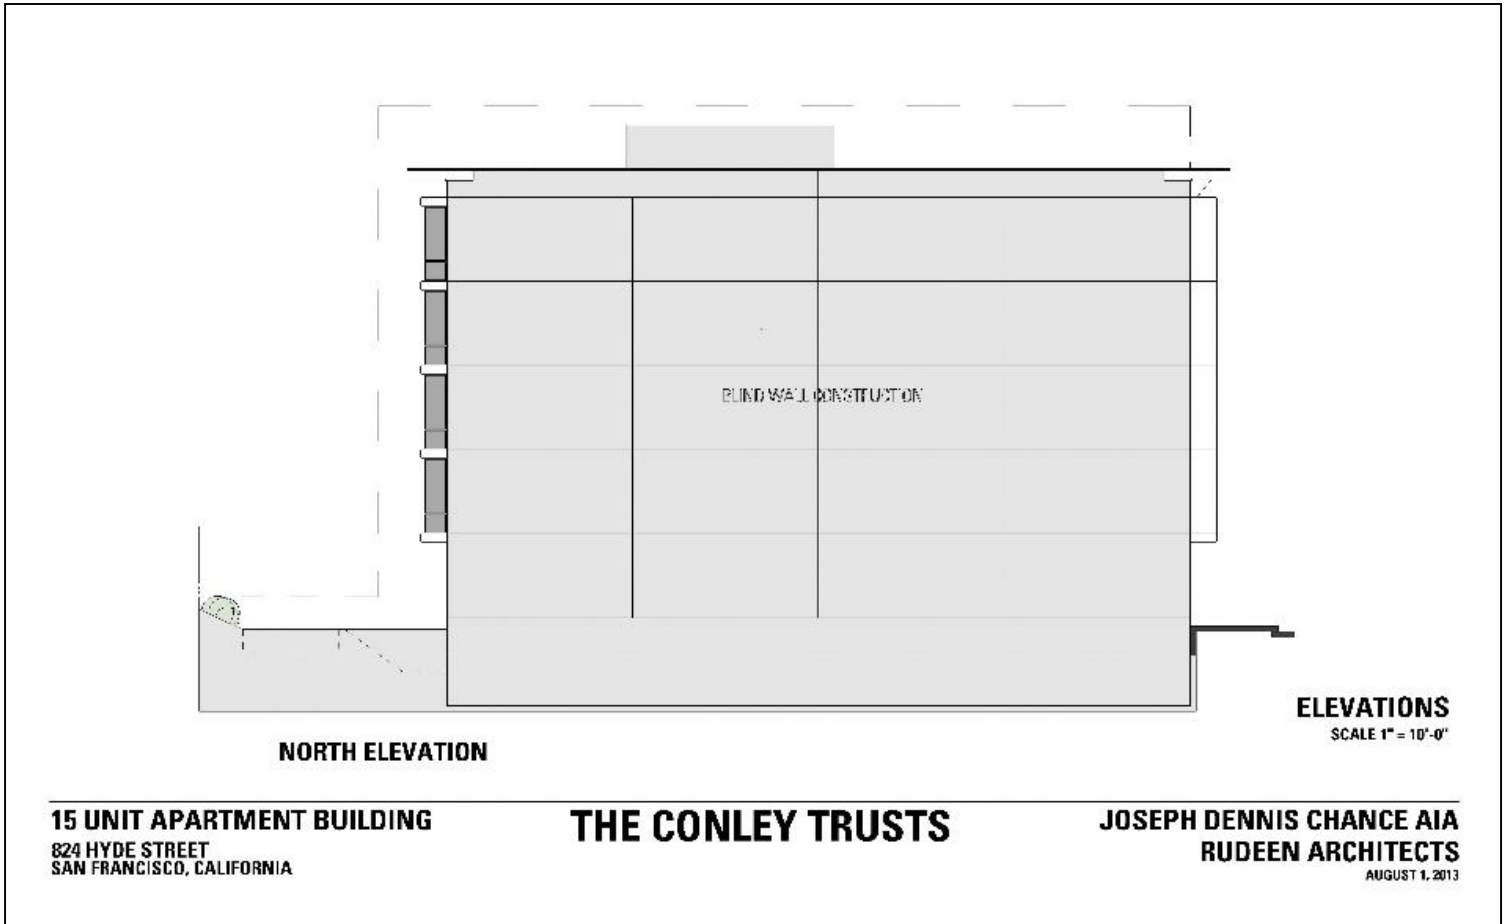 BLIND WALL CONSTRUCTION
ELEVATIONS
SCALE 1" = 10'-0"
NORTH ELEVATION
15 UNIT APARTMENT BUILDING
824 HYDE STREET
SAN FRANCISCO, CALIFORNIA
THE CONLEY TRUSTS
JOSEPH DENNIS CHANCE AIA
RUDEEN ARCHITECTS
AUGUST 1, 2013